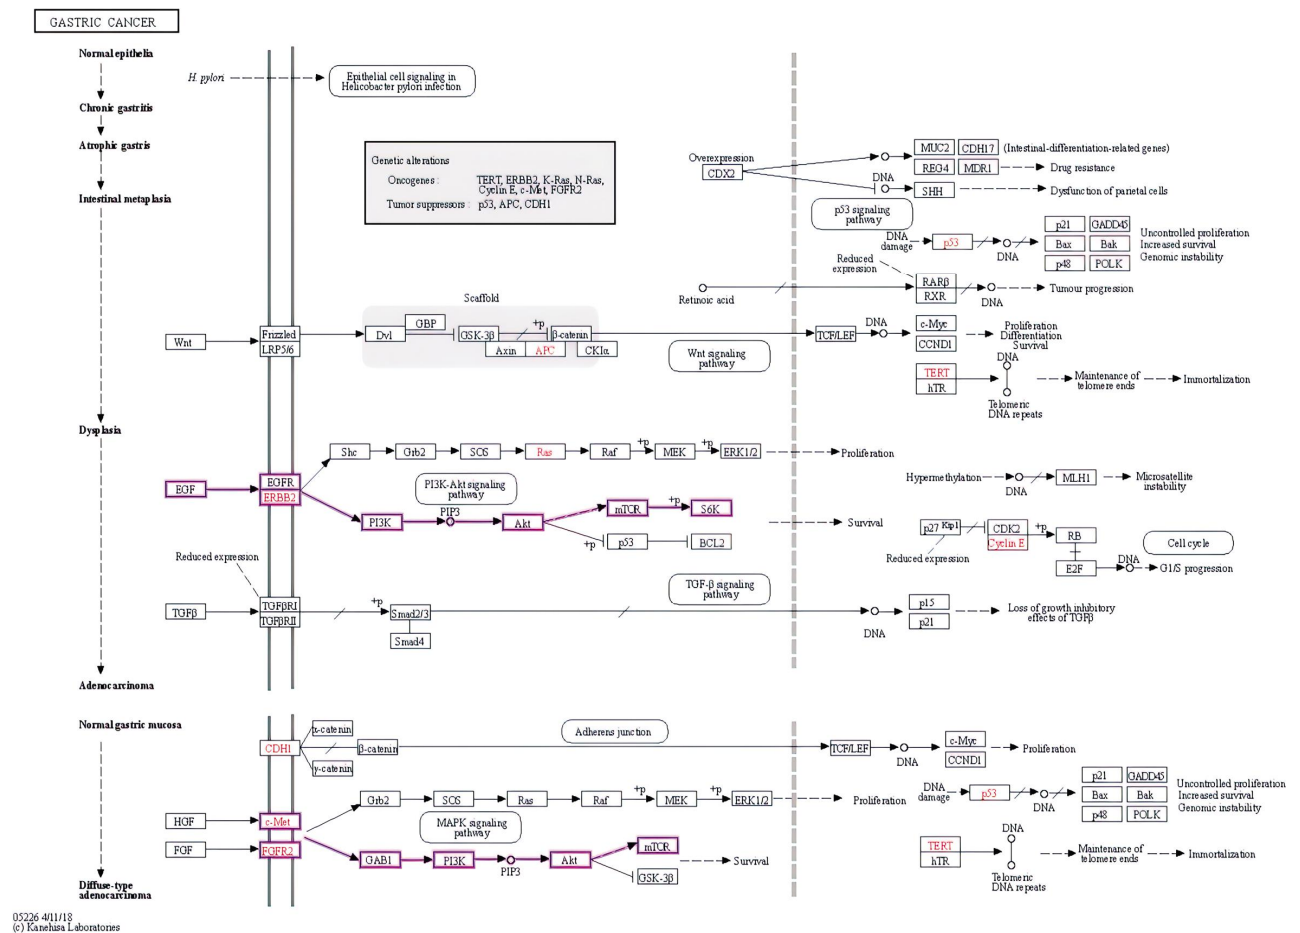 GASTRIC CANCER
Normal epithelia
H. pylori
Epithelial cell signaling in
Helicobacter pylori infection
Chronic gastritis
Atrophic gastris
Intestinal metaplasia
Genetic alterations
Oncogenes : TERT, ERBB2, K-Ras, N-Ras,
Cyclin E, c-Met, FGFR2
Tumor suppressors : p53, APC, CDH1
Overexpression
CDX2
MUC2 CDH17 (Intestinal-differentiation-related genes)
REG4 MDR1 Drug resistance
DNA
SHH Dysfunction of parietal cells
p53 signaling
pathway
DNA
damage
p53
DNA
p21 GADD45
Bax Bak
p48 POLK
Uncontrolled proliferation
Increased survival
Genomic instability
Reduced
expression
Retinoic acid
RARβ
RXR
DNA
Tumour progression
Scaffold
Wnt
Frizzled
LRP5/6
Dvl
GBP
GSK-3β
+p
β-catenin
Axin APC CKIα
Wnt signaling
pathway
TCF/LEF
DNA
c-Myc
CCND1
Proliferation
Differentiation
Survival
TERT
hTR
DNA
Telomeric
DNA repeats
Maintenance of
telomere ends
Immortalization
Dysplasia
Shc Grb2 SOS Ras Raf +p MEK +p ERK1/2 Proliferation
EGF
EGFR
ERBB2
PI3K-Akt signaling
pathway
PI3K PIP3 Akt mTOR +p S6K
+p p53 BCL2
Survival
Hypermethylation
DNA
MLH1
Microsatellite
instability
p27 Kip1
Reduced expression
CDK2
Cyclin E
+p
RB
E2F
DNA
Cell cycle
G1/S progression
Reduced expression
TGFβ
TGFβRI
TGFβRII
+p
Smad2/3
Smad4
TGF-β signaling
pathway
DNA
p15
p21
Loss of growth inhibitory
effects of TGFβ
Adenocarcinoma
Normal gastric mucosa
CDH1
α-catenin
β-catenin
γ-catenin
Adherens junction
TCF/LEF
DNA
c-Myc
CCND1
Proliferation
Grb2 SOS Ras Raf +p MEK +p ERK1/2 Proliferation
HGF
c-Met
FGF
FGFR2
MAPK signaling
pathway
GAB1 PI3K PIP3 Akt mTOR
GSK-3β
Survival
DNA
damage
p53
DNA
p21 GADD45
Bax Bak
p48 POLK
Uncontrolled proliferation
Increased survival
Genomic instability
TERT
hTR
DNA
Telomeric
DNA repeats
Maintenance of
telomere ends
Immortalization
Diffuse-type
adenocarcinoma
05226 4/11/18
(c) Kanehisa Laboratories